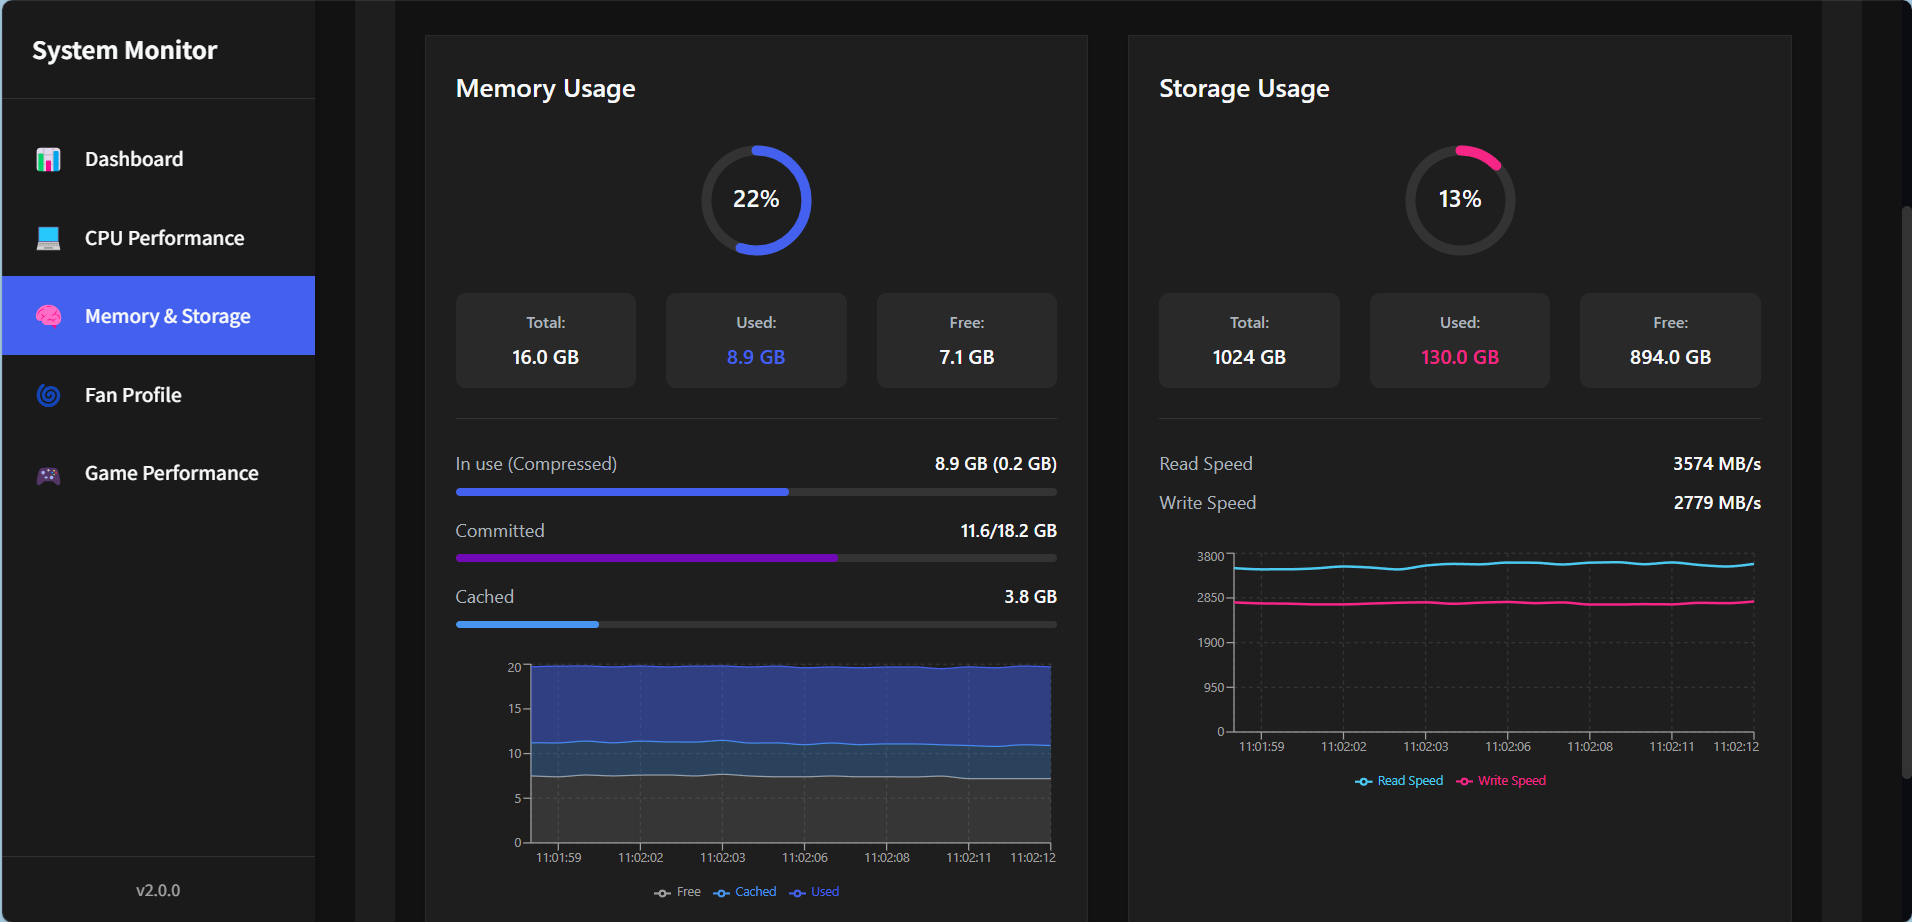 System Monitor
Dashboard
CPU Performance
Memory & Storage
Fan Profile
Game Performance
v2.0.0
Memory Usage
22%
Total:
16.0 GB
Used:
8.9 GB
Free:
7.1 GB
In use (Compressed) 8.9 GB (0.2 GB)
Committed 11.6/18.2 GB
Cached 3.8 GB
20
15
10
5
0
11:01:59 11:02:02 11:02:03 11:02:06 11:02:08 11:02:11 11:02:12
Free Cached Used
Storage Usage
13%
Total:
1024 GB
Used:
130.0 GB
Free:
894.0 GB
Read Speed 3574 MB/s
Write Speed 2779 MB/s
3800
2850
1900
950
0
11:01:59 11:02:02 11:02:03 11:02:06 11:02:08 11:02:11 11:02:12
Read Speed Write Speed